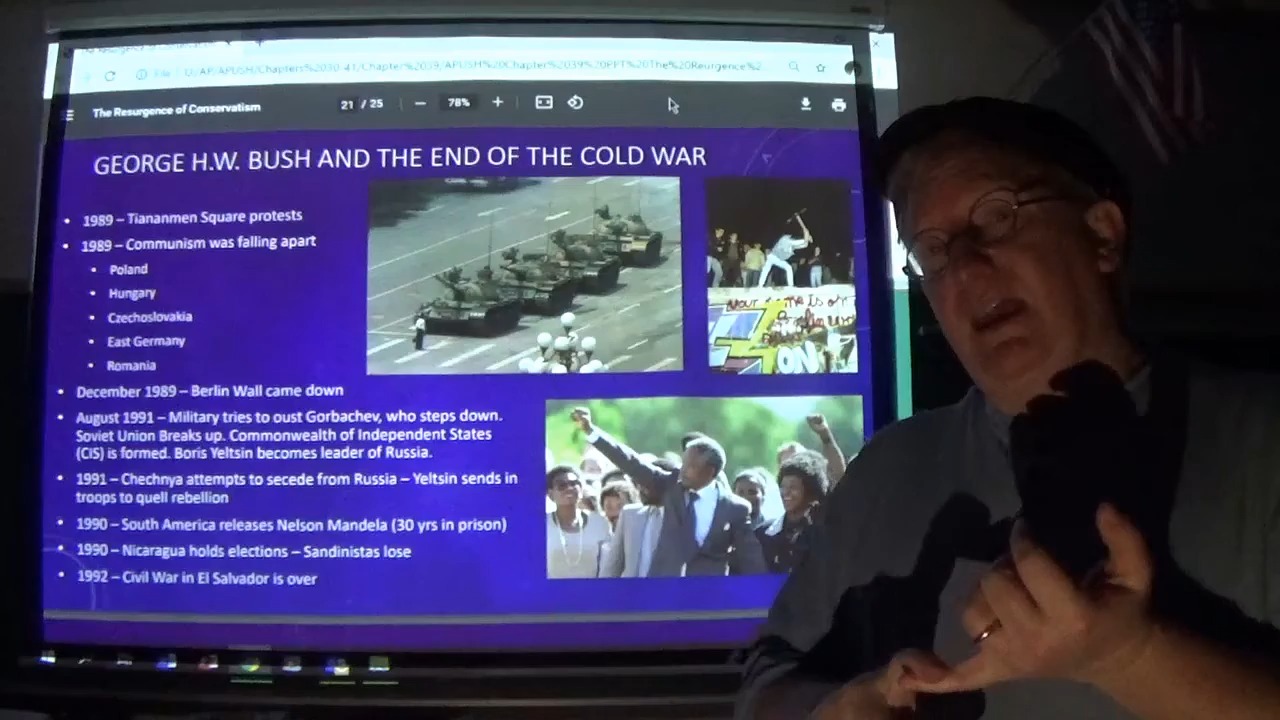 File
The Resurgence of Conservatism
21 / 25
78%
GEORGE H.W. BUSH AND THE END OF THE COLD WAR
1989 – Tiananmen Square protests
1989 – Communism was falling apart
Poland
Hungary
Czechoslovakia
East Germany
Romania
December 1989 – Berlin Wall came down
August 1991 – Military tries to oust Gorbachev, who steps down.
Soviet Union Breaks up. Commonwealth of Independent States
(CIS) is formed. Boris Yeltsin becomes leader of Russia.
1991 – Chechnya attempts to secede from Russia – Yeltsin sends in
troops to quell rebellion
1990 – South America releases Nelson Mandela (30 yrs in prison)
1990 – Nicaragua holds elections – Sandinistas lose
1992 – Civil War in El Salvador is over